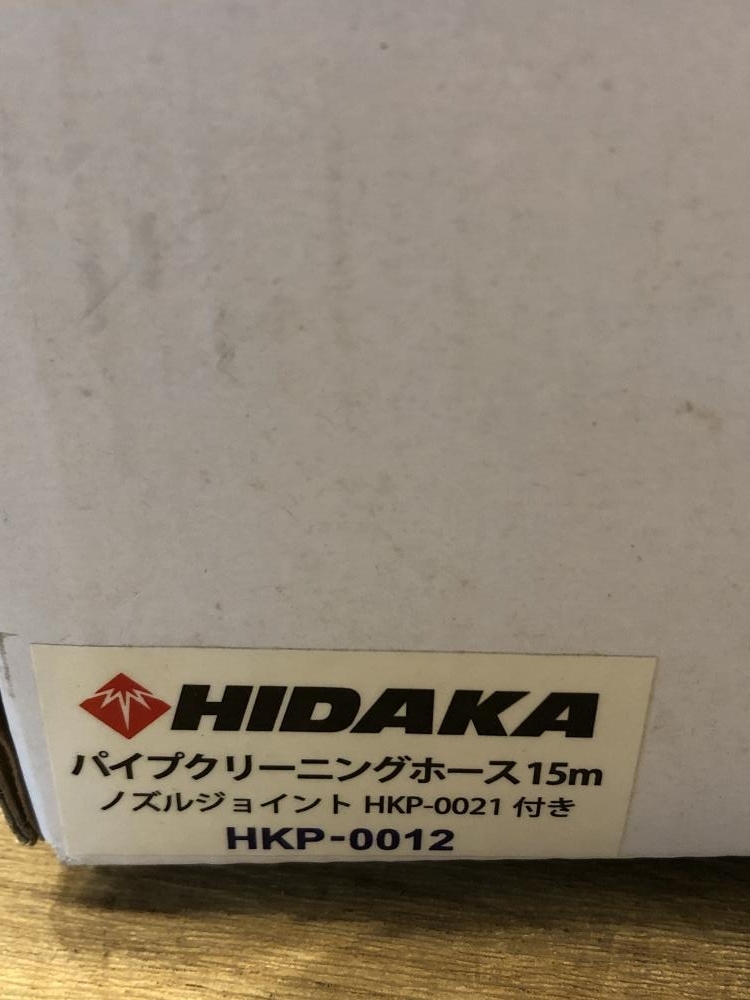 HIDAKA
パイプクリーニングホース15m
ノズルジョイント HKP-0021 付き
HKP-0012